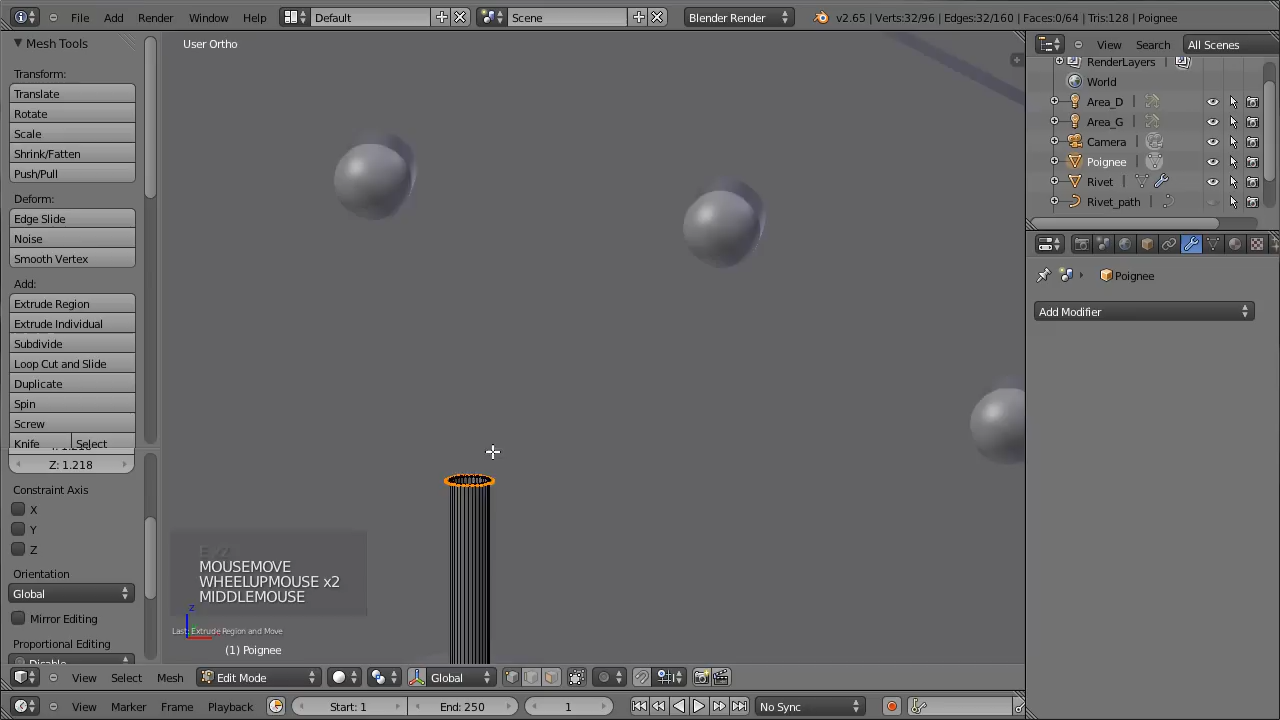 File Add Render Window Help Default Scene Blender Render v2.65 | Verts:32/96 | Edges:32/160 | Faces:0/64 | Tris:128 | Poignee
Mesh Tools
Transform:
Translate
Rotate
Scale
Shrink/Fatten
Push/Pull
Deform:
Edge Slide
Noise
Smooth Vertex
Add:
Extrude Region
Extrude Individual
Subdivide
Loop Cut and Slide
Duplicate
Spin
Screw
Knife Select
Z: 1.218
Constraint Axis
X
Y
Z
Orientation
Global
Mirror Editing
Proportional Editing
User Ortho
MOUSEMOVE
WHEELUPMOUSE x2
MIDDLEMOUSE
z
Last: Extrude Region and Move
(1) Poignee
View Select Mesh Edit Mode Global
View Marker Frame Playback Start: 1 End: 250 1 No Sync
View Search All Scenes
RenderLayers |
World
Area_D |
Area_G |
Camera |
Poignee |
Rivet |
Rivet_path |
Poignee
Add Modifier